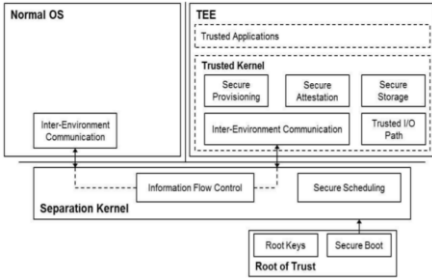 Normal OS
Inter-Environment
Communication
TEE
Trusted Applications
Trusted Kernel
Secure
Provisioning
Secure
Attestation
Secure
Storage
Inter-Environment Communication
Trusted I/O
Path
Information Flow Control
Secure Scheduling
Separation Kernel
Root Keys
Secure Boot
Root of Trust